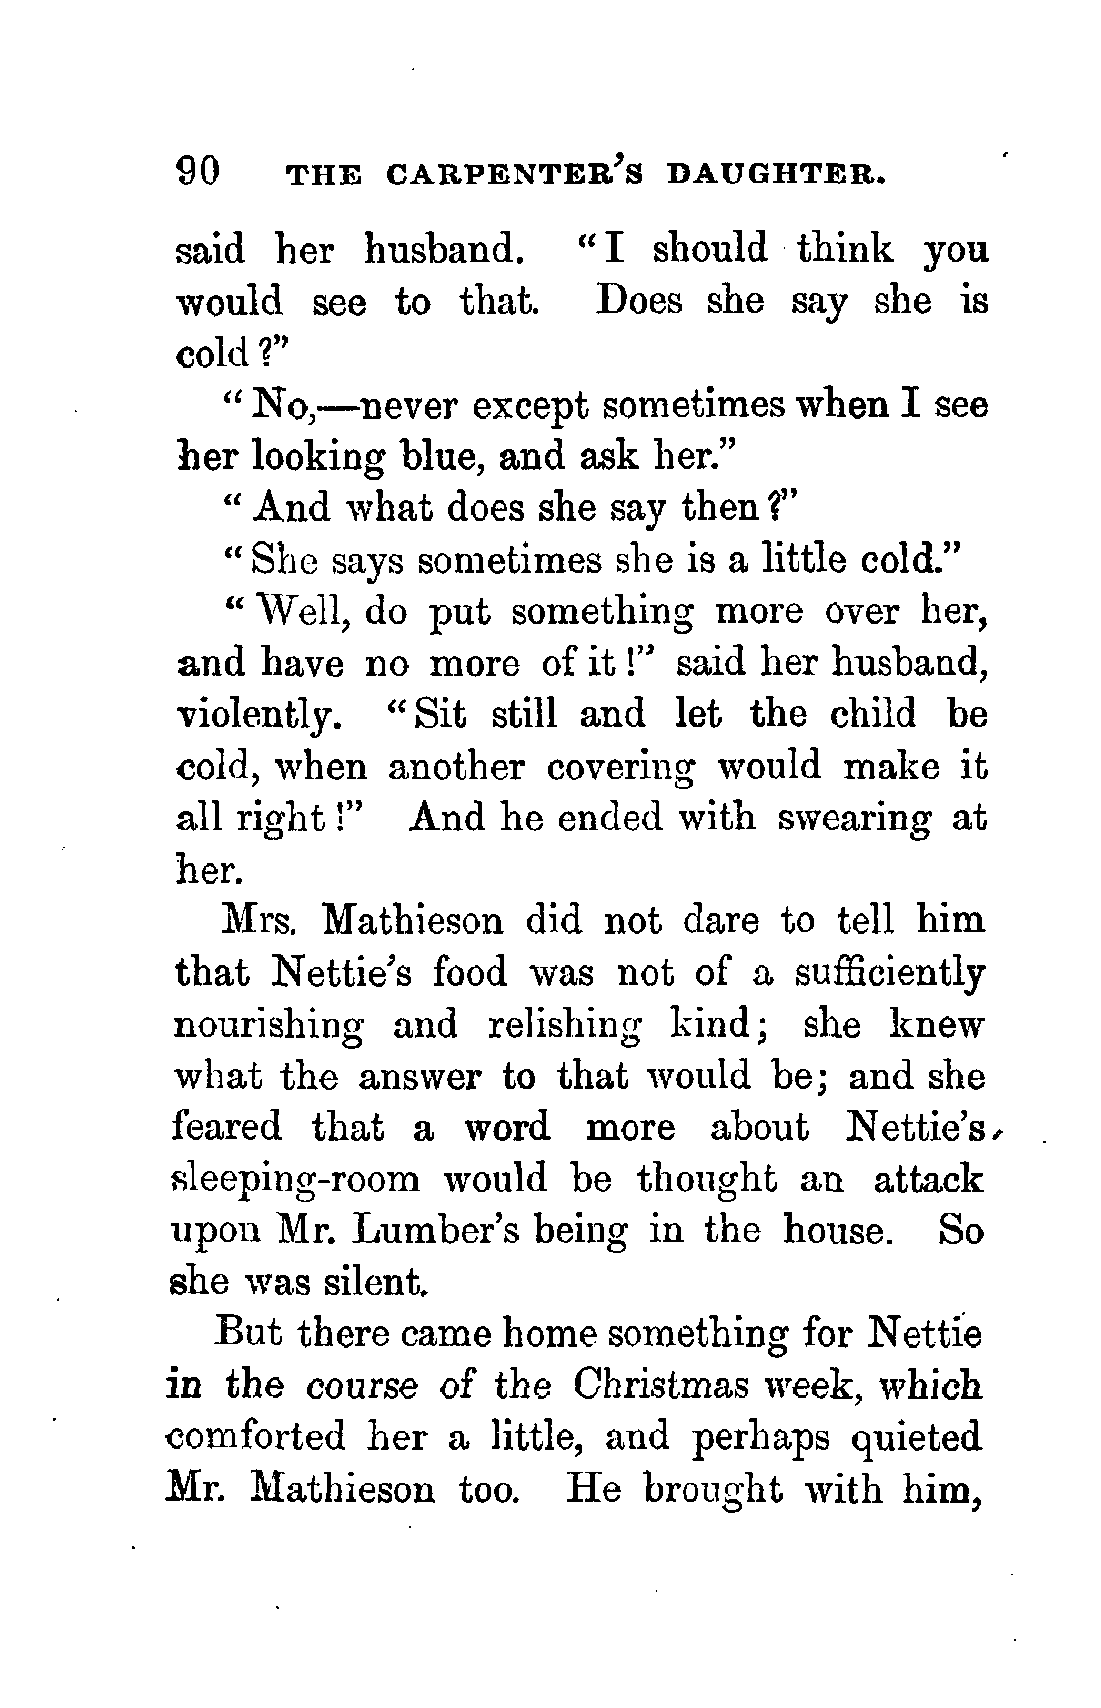 90 THE CARPENTER'S DAUGHTER.
said her husband. "I should think you
would see to that. Does she say she is
cold?"
"No,—never except sometimes when I see
her looking blue, and ask her."
"And what does she say then?"
"She says sometimes she is a little cold."
"Well, do put something more over her,
and have no more of it!" said her husband,
violently. "Sit still and let the child be
cold, when another covering would make it
all right!" And he ended with swearing at
her.
Mrs. Mathieson did not dare to tell him
that Nettie's food was not of a sufficiently
nourishing and relishing kind; she knew
what the answer to that would be; and she
feared that a word more about Nettie's
sleeping-room would be thought an attack
upon Mr. Lumber's being in the house. So
she was silent.
But there came home something for Nettie
in the course of the Christmas week, which
comforted her a little, and perhaps quieted
Mr. Mathieson too. He brought with him,